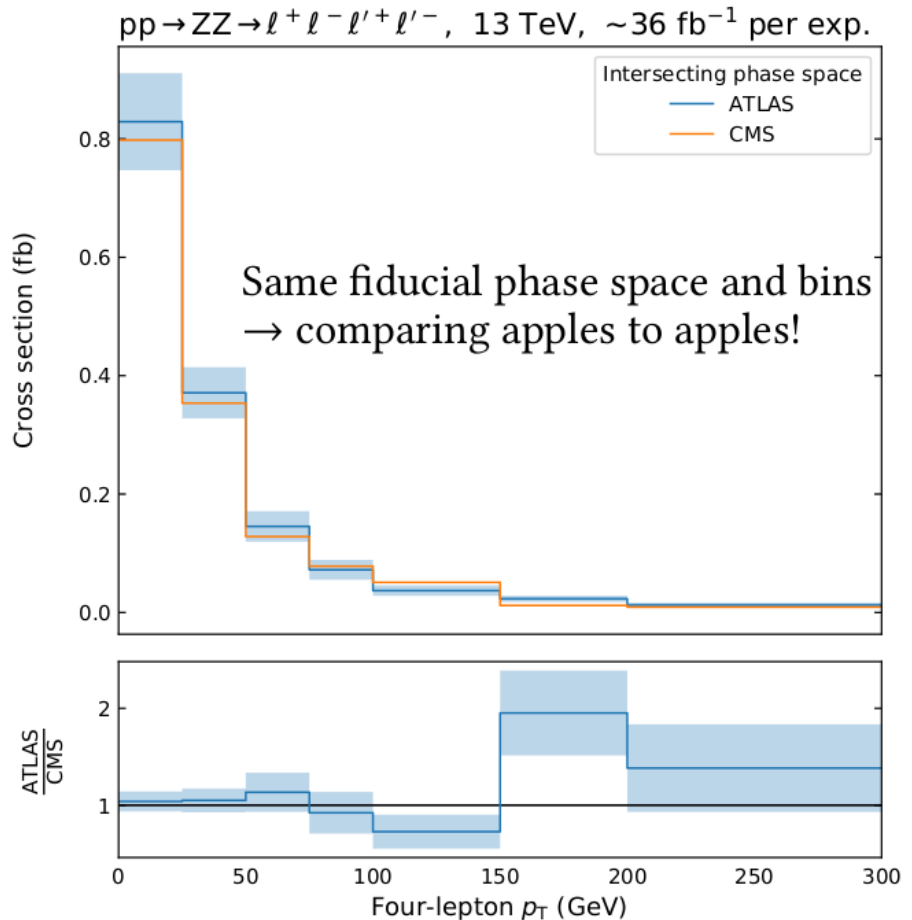 pp→ZZ→ℓ⁺ℓ⁻ℓ′⁺ℓ′⁻, 13 TeV, ~36 fb⁻¹ per exp.
Intersecting phase space
ATLAS
CMS
Same fiducial phase space and bins
→ comparing apples to apples!
Cross section (fb)
0.8
0.6
0.4
0.2
0.0
ATLAS
CMS
2
1
0 50 100 150 200 250 300
Four-lepton pT (GeV)